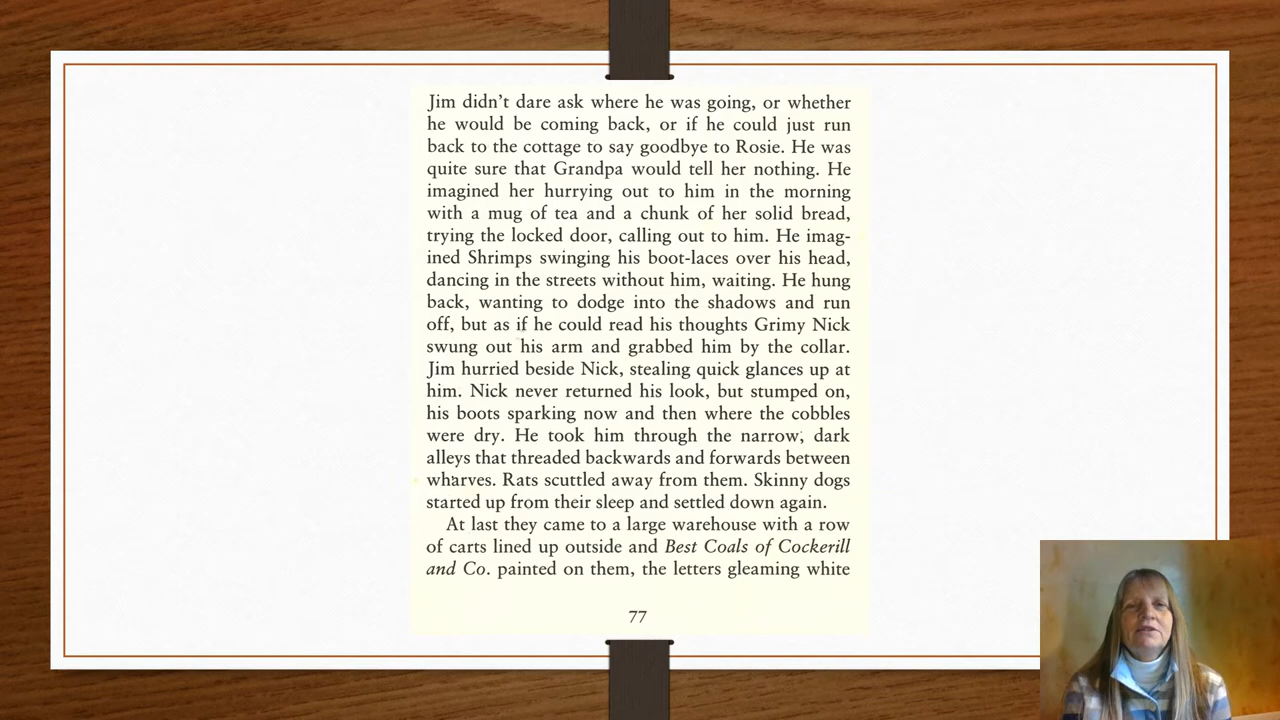 Jim didn't dare ask where he was going, or whether
he would be coming back, or if he could just run
back to the cottage to say goodbye to Rosie. He was
quite sure that Grandpa would tell her nothing. He
imagined her hurrying out to him in the morning
with a mug of tea and a chunk of her solid bread,
trying the locked door, calling out to him. He imag-
ined Shrimps swinging his boot-laces over his head,
dancing in the streets without him, waiting. He hung
back, wanting to dodge into the shadows and run
off, but as if he could read his thoughts Grimy Nick
swung out his arm and grabbed him by the collar.
Jim hurried beside Nick, stealing quick glances up at
him. Nick never returned his look, but stumped on,
his boots sparking now and then where the cobbles
were dry. He took him through the narrow, dark
alleys that threaded backwards and forwards between
wharves. Rats scuttled away from them. Skinny dogs
started up from their sleep and settled down again.
At last they came to a large warehouse with a row
of carts lined up outside and Best Coals of Cockerill
and Co. painted on them, the letters gleaming white
77